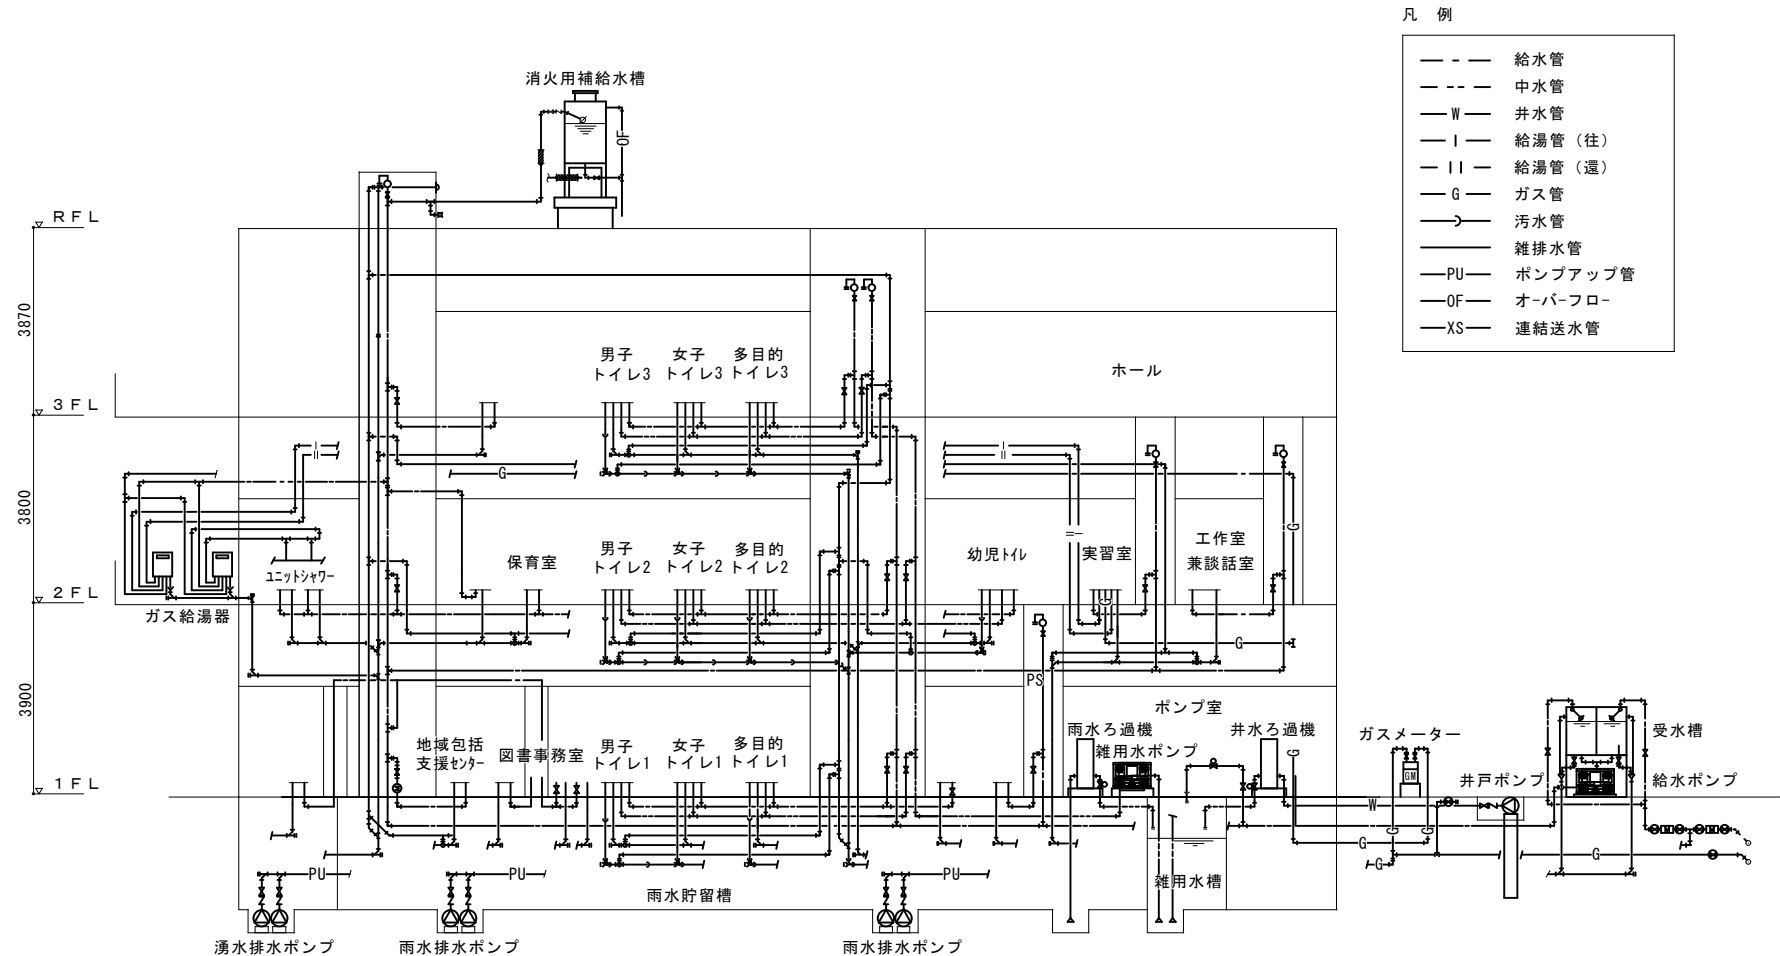 凡 例
給水管
中水管
W 井水管
I 給湯管（往）
II 給湯管（還）
G ガス管
汚水管
雑排水管
PU ポンプアップ管
OF オｰバｰフロｰ
XS 連結送水管
消火用補給水槽
OF
RFL
3870
男子
トイレ3
女子
トイレ3
多目的
トイレ3
ホール
3FL
I
II
G
I
II
3800
G
保育室
男子
トイレ2
女子
トイレ2
多目的
トイレ2
幼児ﾄｲﾚ
実習室
工作室
兼談話室
ﾕﾆｯﾄｼｬﾜｰ
2FL
ガス給湯器
G
G
PS
3900
地域包括
支援ｾﾝﾀｰ
図書事務室
男子
トイレ1
女子
トイレ1
多目的
トイレ1
ポンプ室
雨水ろ過機
雑用水ポンプ
井水ろ過機
G
ガスメーター
GM
受水槽
井戸ポンプ
給水ポンプ
1FL
W
G
G
G
G
G
PU
PU
PU
雨水貯留槽
雑用水槽
湧水排水ポンプ
雨水排水ポンプ
雨水排水ポンプ